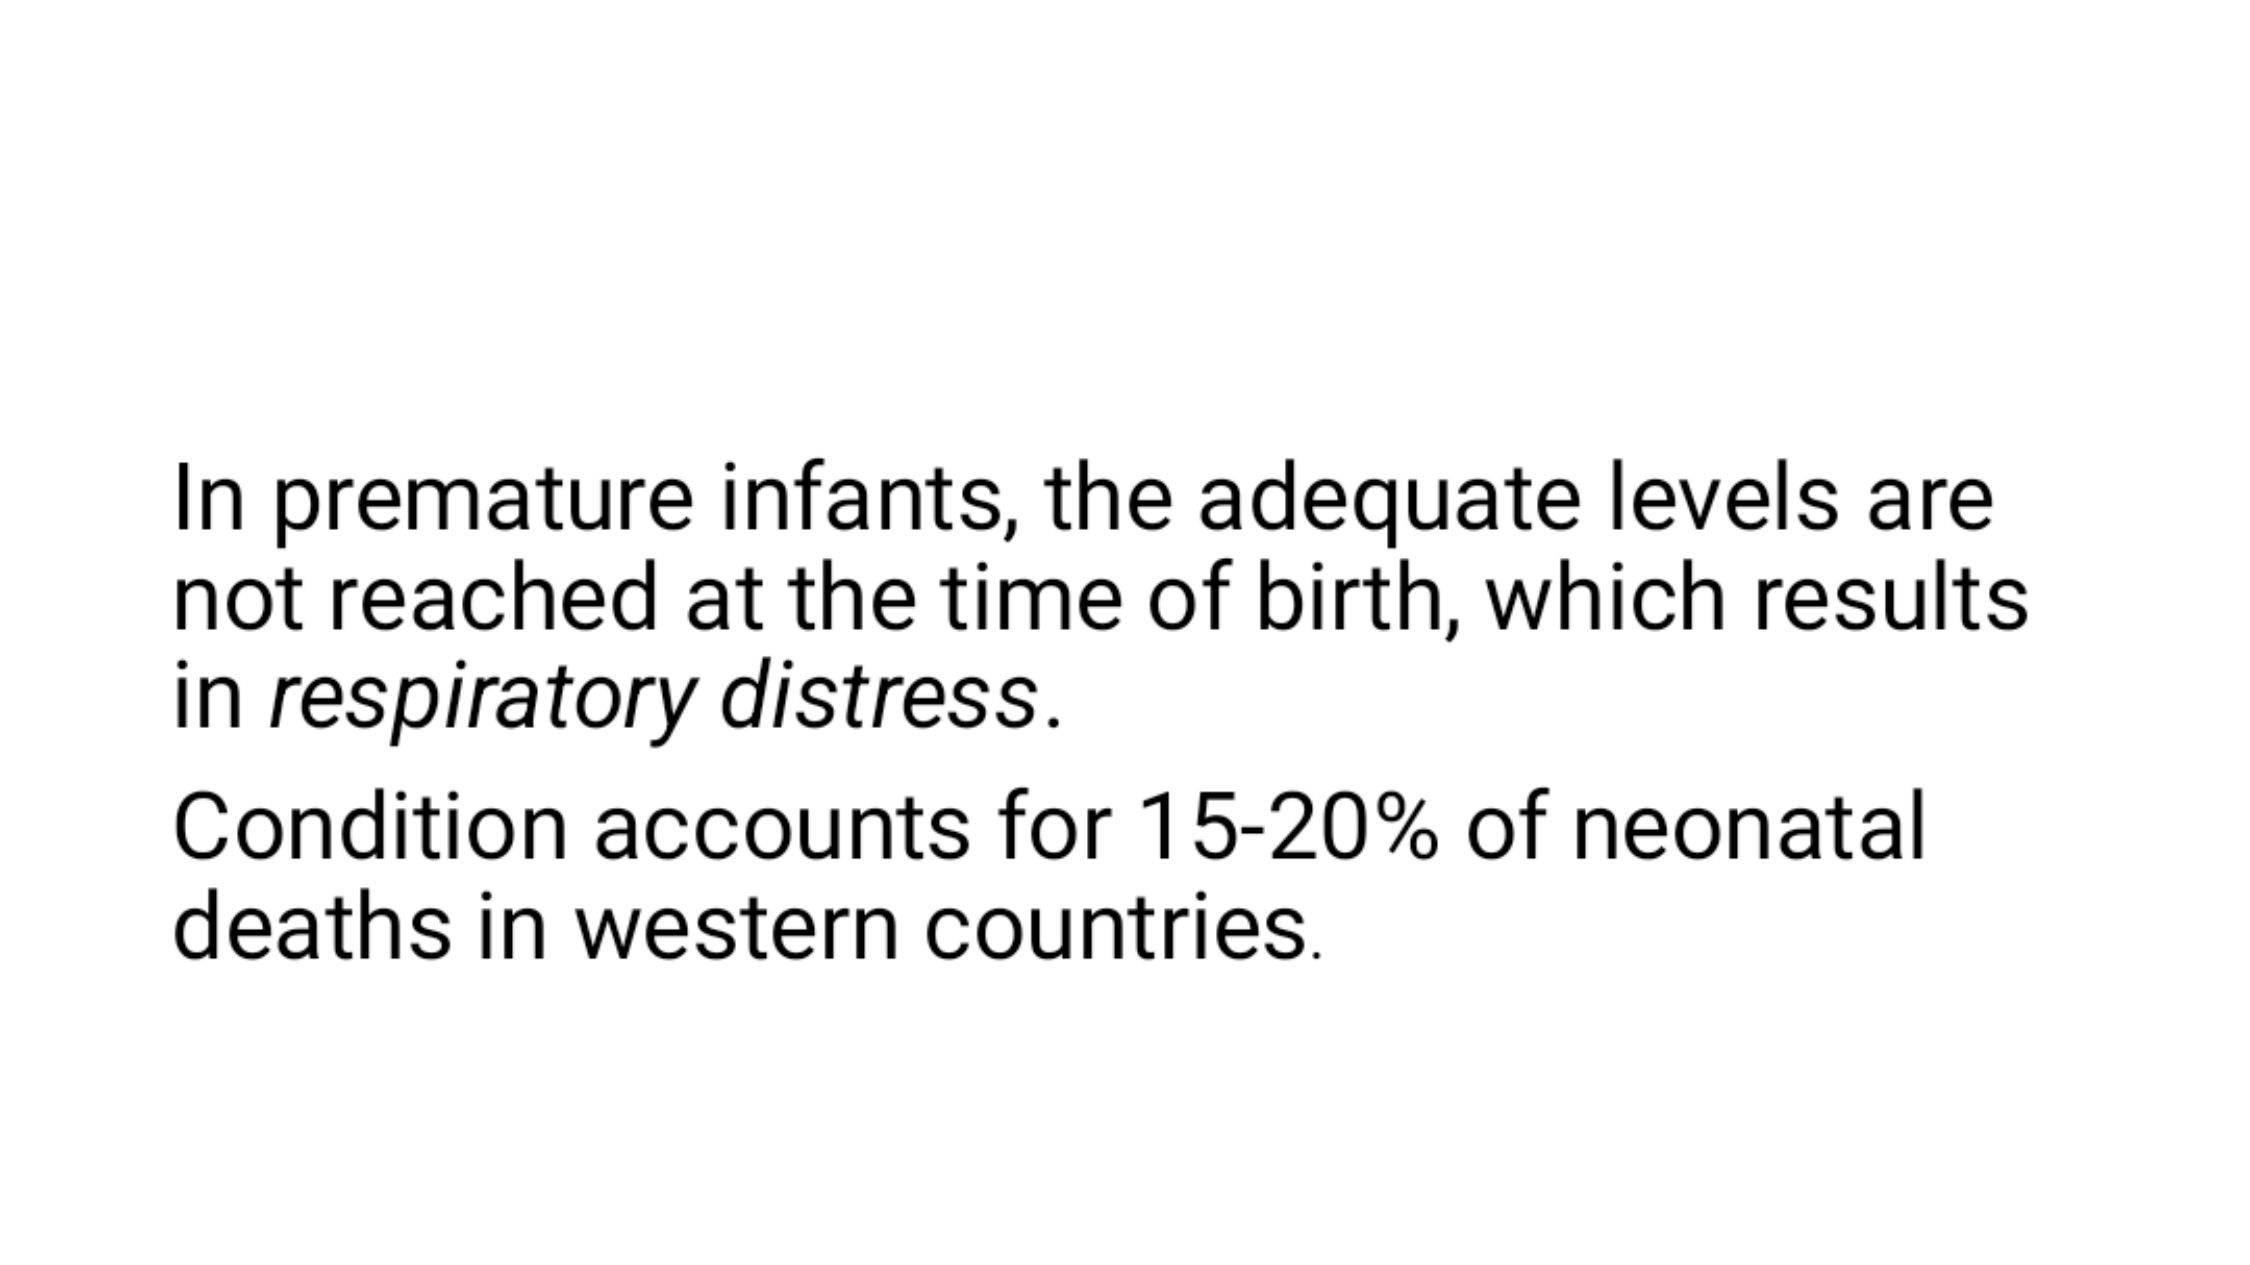 In premature infants, the adequate levels are
not reached at the time of birth, which results
in respiratory distress.
Condition accounts for 15-20% of neonatal
deaths in western countries.